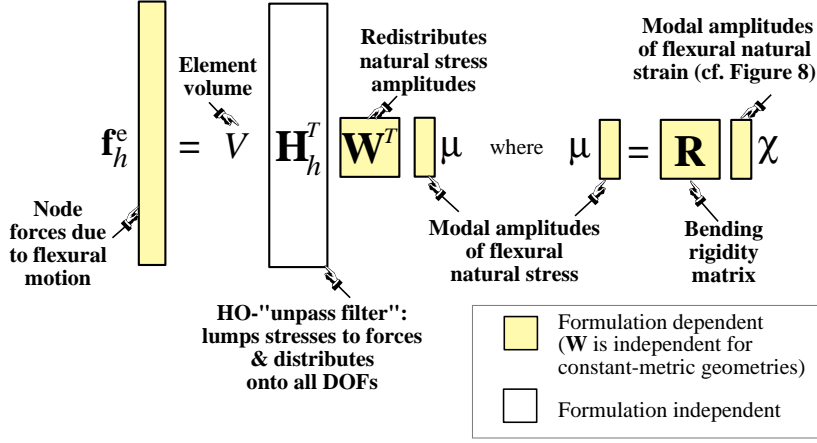 Modal amplitudes
of flexural natural
strain (cf. Figure 8)
Redistributes
natural stress
amplitudes
Element
volume
f_h^e = V H_h^T W^T μ where μ = R χ
Node
forces due
to flexural
motion
Modal amplitudes
of flexural
natural stress
Bending
rigidity
matrix
HO-"unpass filter":
lumps stresses to forces
& distributes
onto all DOFs
Formulation dependent
(W is independent for
constant-metric geometries)
Formulation independent